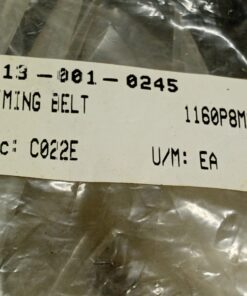 13-001-0245
MING BELT 1160P8M
c: C022E U/M: EA